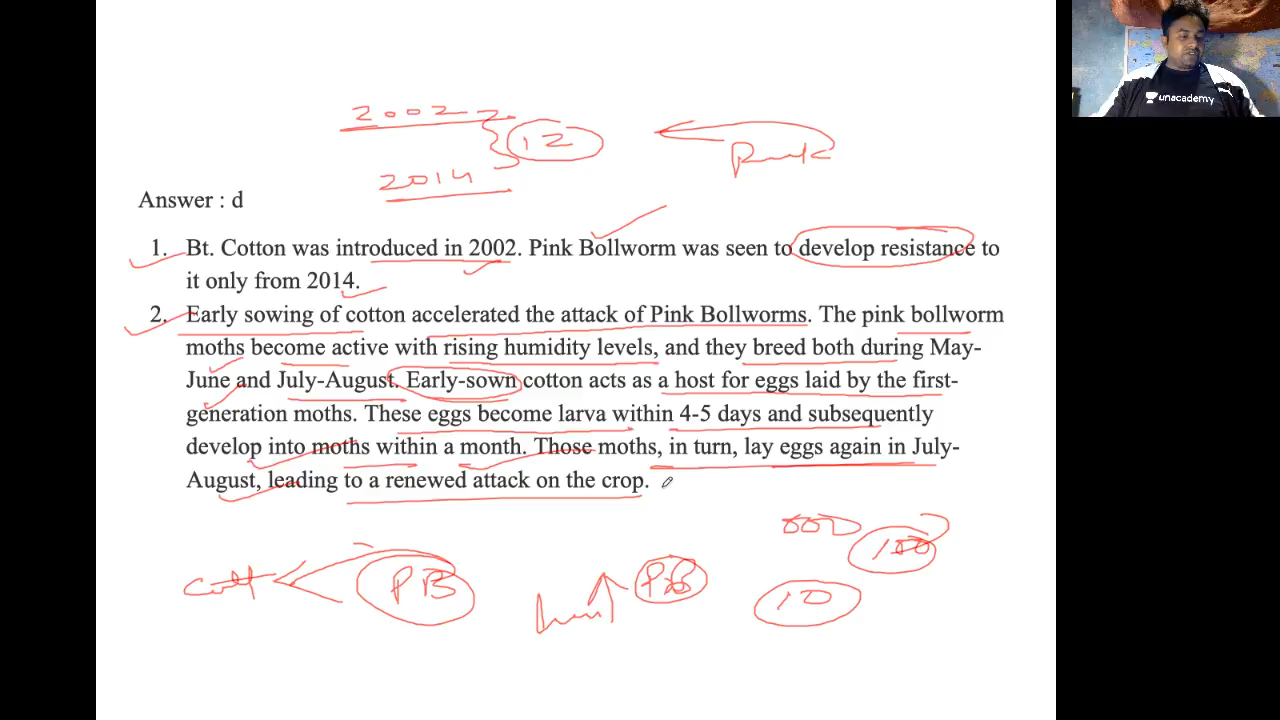 2002
12
Pink
2014
unacademy
Answer : d
1. Bt. Cotton was introduced in 2002. Pink Bollworm was seen to develop resistance to
it only from 2014.
2. Early sowing of cotton accelerated the attack of Pink Bollworms. The pink bollworm
moths become active with rising humidity levels, and they breed both during May-
June and July-August. Early-sown cotton acts as a host for eggs laid by the first-
generation moths. These eggs become larva within 4-5 days and subsequently
develop into moths within a month. Those moths, in turn, lay eggs again in July-
August, leading to a renewed attack on the crop.
100
PB
PB
10